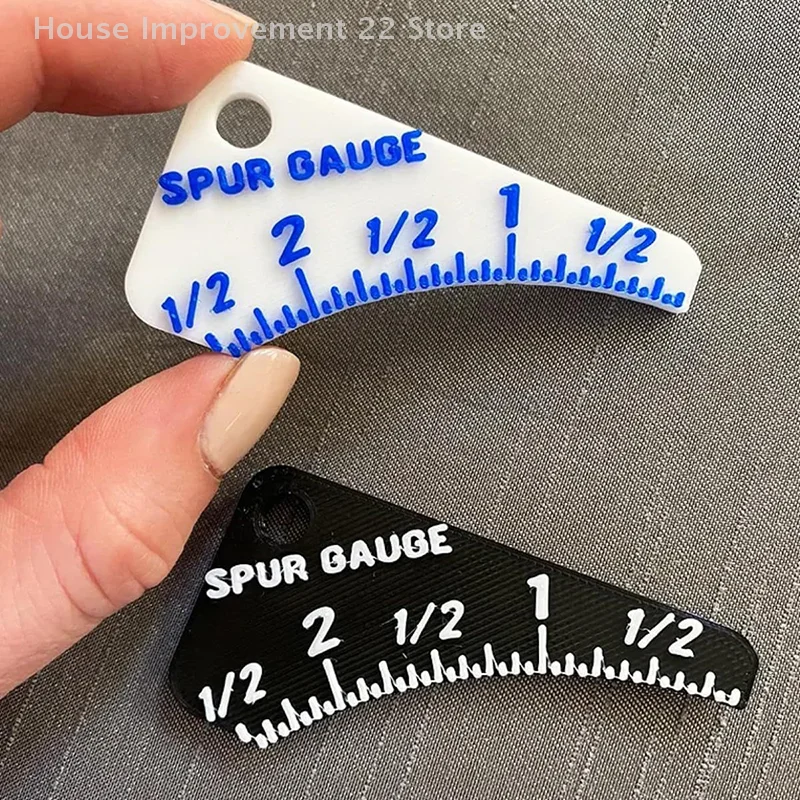 House Improvement 22 Store
SPUR GAUGE
1/2 2 1/2 1 1/2
SPUR GAUGE
1/2 2 1/2 1 1/2